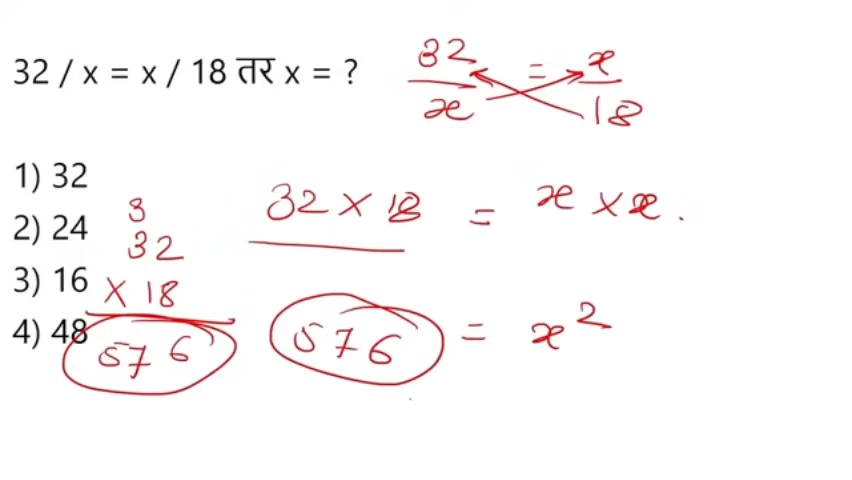 32 / x = x / 18 तर x = ?
32 / x = x / 18
1) 32
2) 24
3) 16
4) 48
3
32
× 18
576
32 × 18 = x × x .
576 = x²